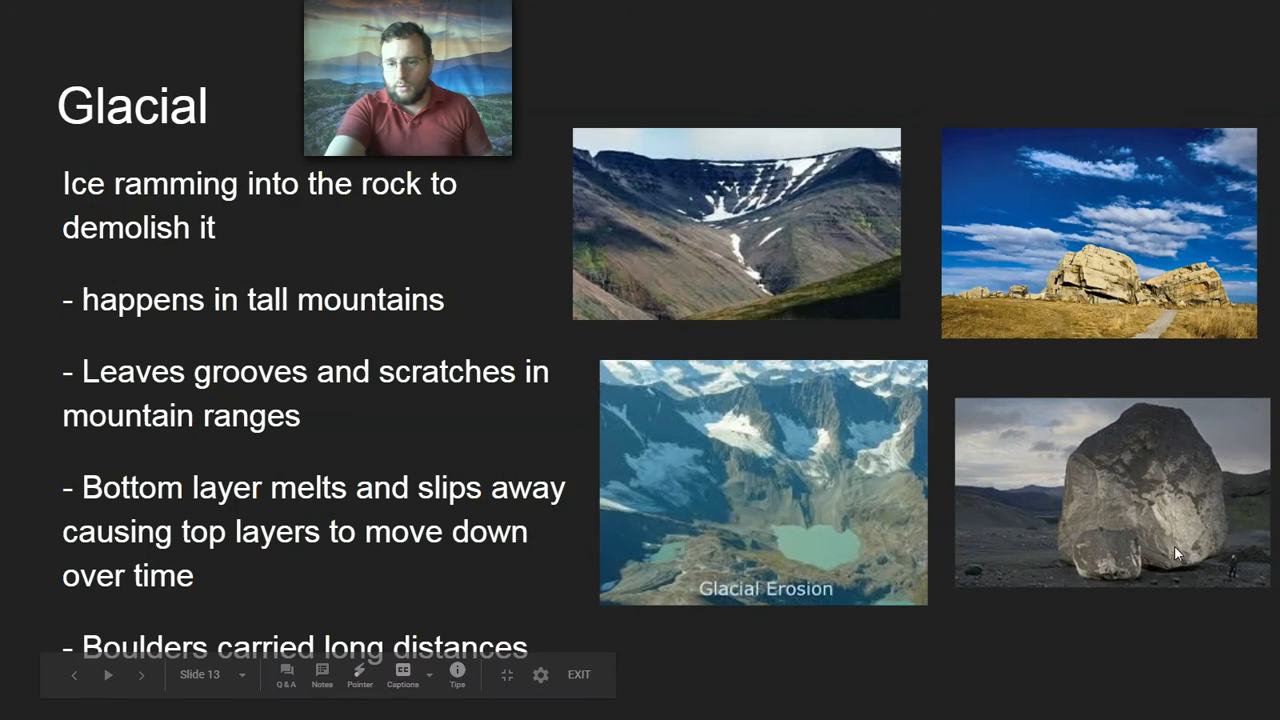 Glacial
Ice ramming into the rock to
demolish it
- happens in tall mountains
- Leaves grooves and scratches in
mountain ranges
- Bottom layer melts and slips away
causing top layers to move down
over time
- Boulders carried long distances
Glacial Erosion
Slide 13
Q & A
Notes
Pointer
Captions
Tips
EXIT